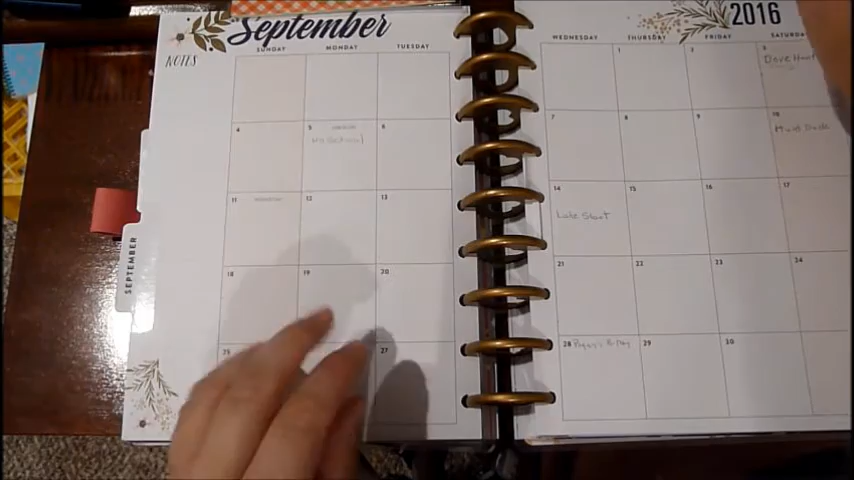 September
2016
NOTES
SUNDAY MONDAY TUESDAY WEDNESDAY THURSDAY FRIDAY SATURDAY
1 2 3
4 5 6 7 8 9 10
No School
11 12 13 14 15 16 17
Late Start
18 19 20 21 22 23 24
27 28 29 30
SEPTEMBER